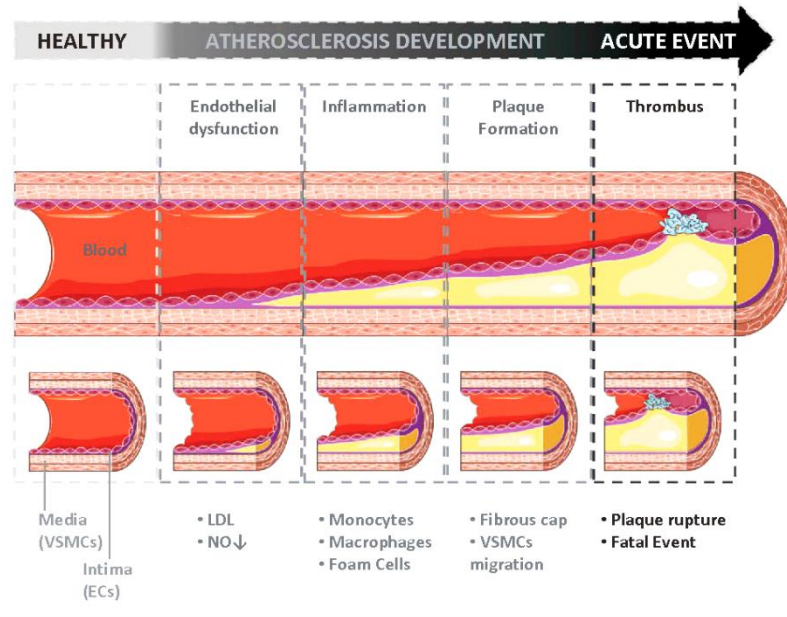 HEALTHY
ATHEROSCLEROSIS DEVELOPMENT
ACUTE EVENT
Endothelial
dysfunction
Inflammation
Plaque
Formation
Thrombus
Blood
Media
(VSMCs)
Intima
(ECs)
• LDL
• NO↓
• Monocytes
• Macrophages
• Foam Cells
• Fibrous cap
• VSMCs
migration
• Plaque rupture
• Fatal Event